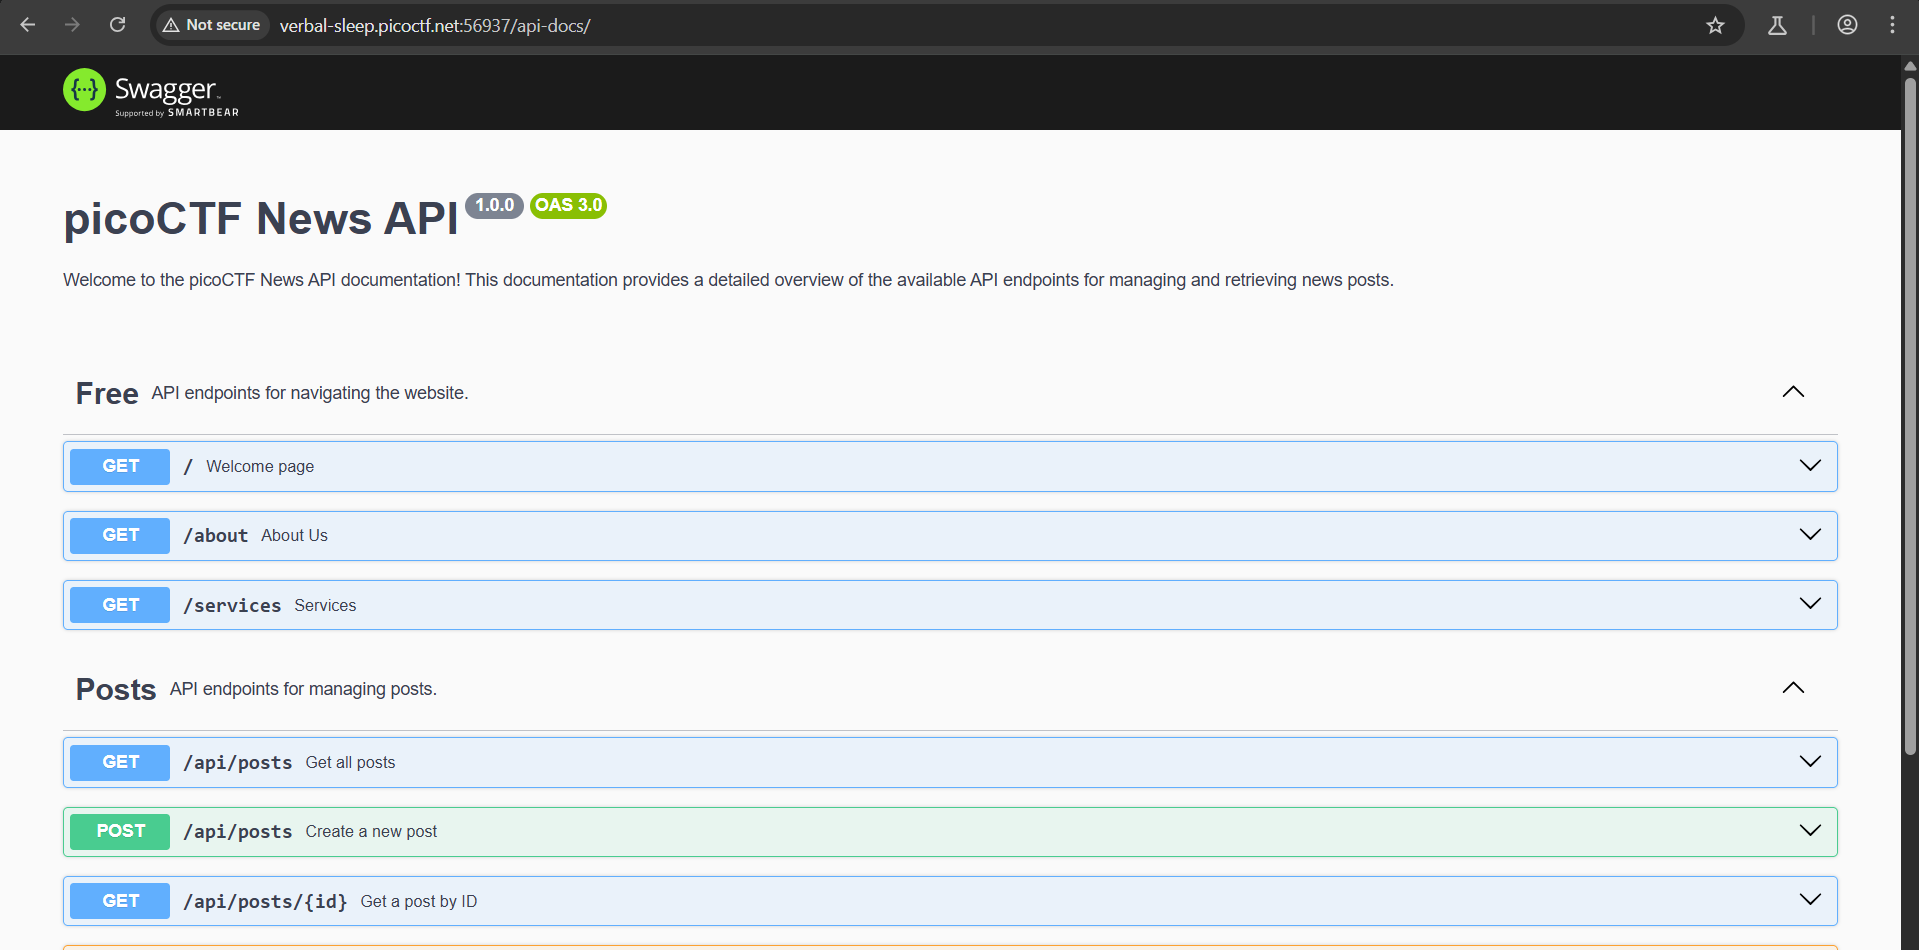 Not secure verbal-sleep.picoctf.net:56937/api-docs/
{···} Swagger
Supported by SMARTBEAR
picoCTF News API 1.0.0 OAS 3.0
Welcome to the picoCTF News API documentation! This documentation provides a detailed overview of the available API endpoints for managing and retrieving news posts.
Free API endpoints for navigating the website.
GET / Welcome page
GET /about About Us
GET /services Services
Posts API endpoints for managing posts.
GET /api/posts Get all posts
POST /api/posts Create a new post
GET /api/posts/{id} Get a post by ID